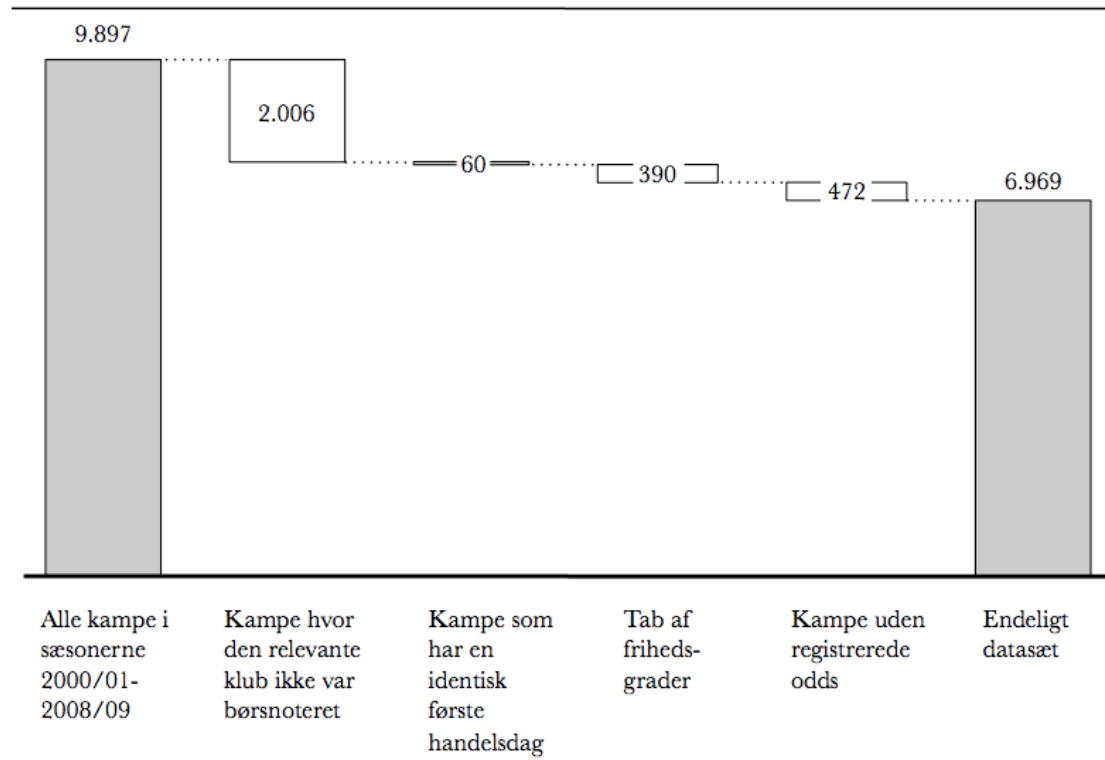 9.897
2.006
60
390
472
6.969
Alle kampe i
sæsonerne
2000/01-
2008/09
Kampe hvor
den relevante
klub ikke var
børsnoteret
Kampe som
har en
identisk
første
handelsdag
Tab af
friheds-
grader
Kampe uden
registrerede
odds
Endeligt
datasæt